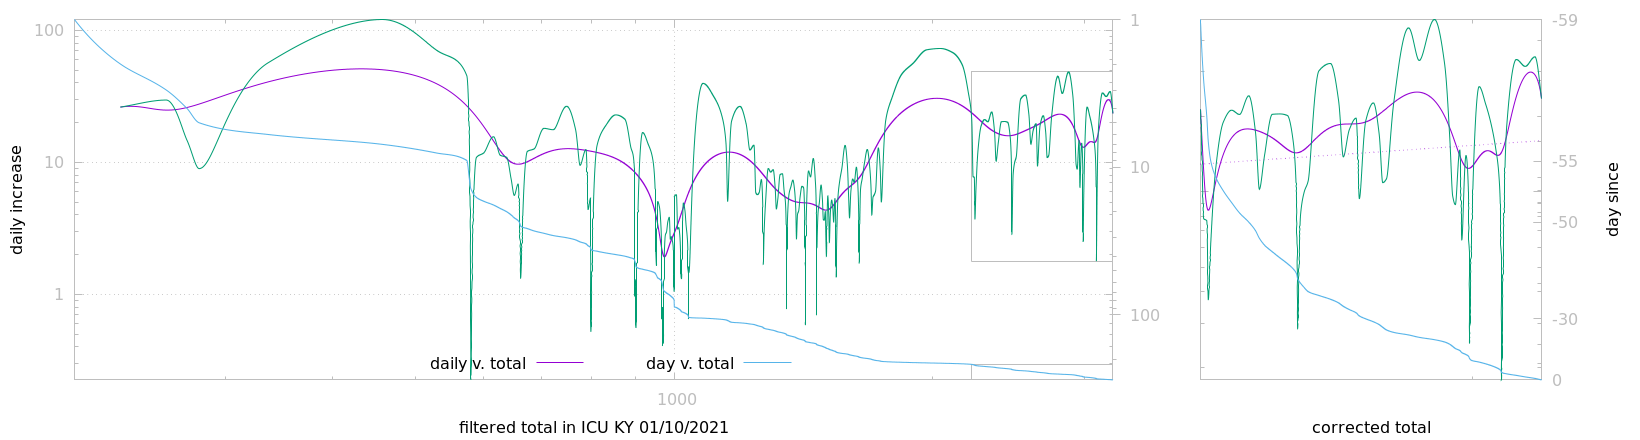 100
10
1
daily increase
daily v. total
day v. total
1000
filtered total in ICU KY 01/10/2021
1
10
100
-59
-55
-50
-30
0
day since
corrected total